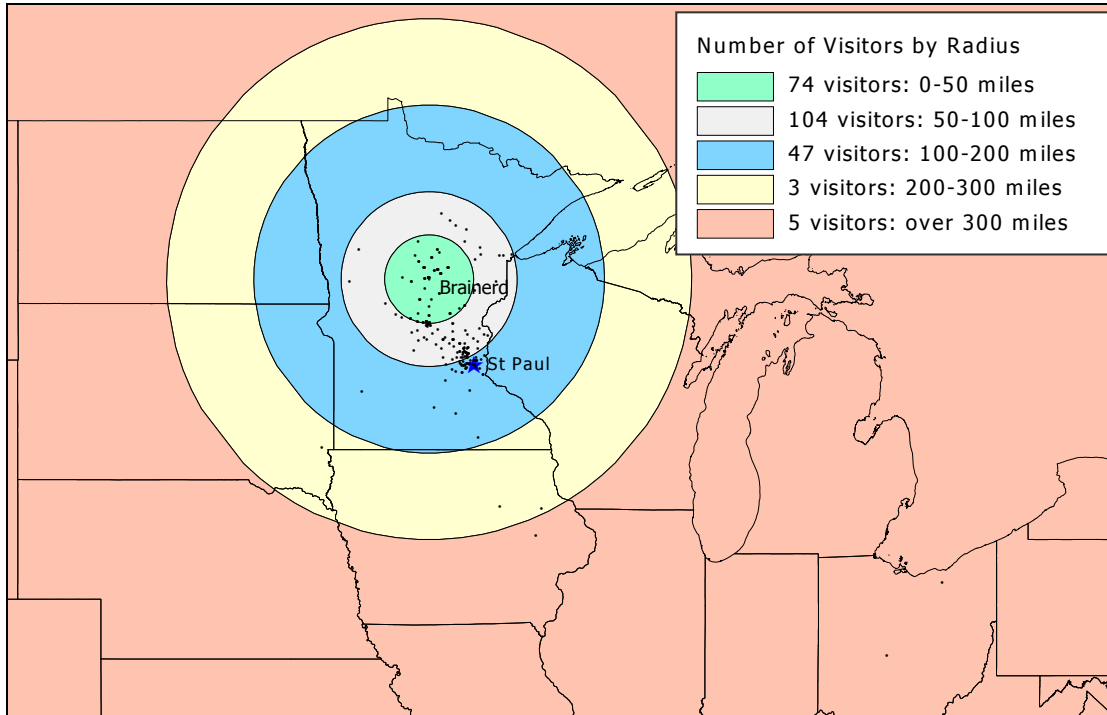 Number of Visitors by Radius
74 visitors: 0-50 miles
104 visitors: 50-100 miles
47 visitors: 100-200 miles
3 visitors: 200-300 miles
5 visitors: over 300 miles
Brainerd
St Paul